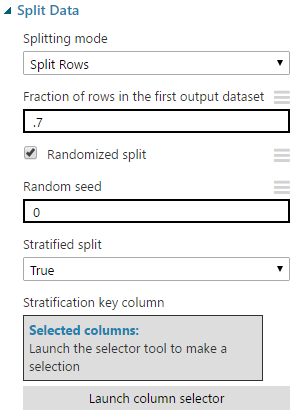 Split Data
Splitting mode
Split Rows
Fraction of rows in the first output dataset
.7
Randomized split
Random seed
0
Stratified split
True
Stratification key column
Selected columns:
Launch the selector tool to make a
selection
Launch column selector